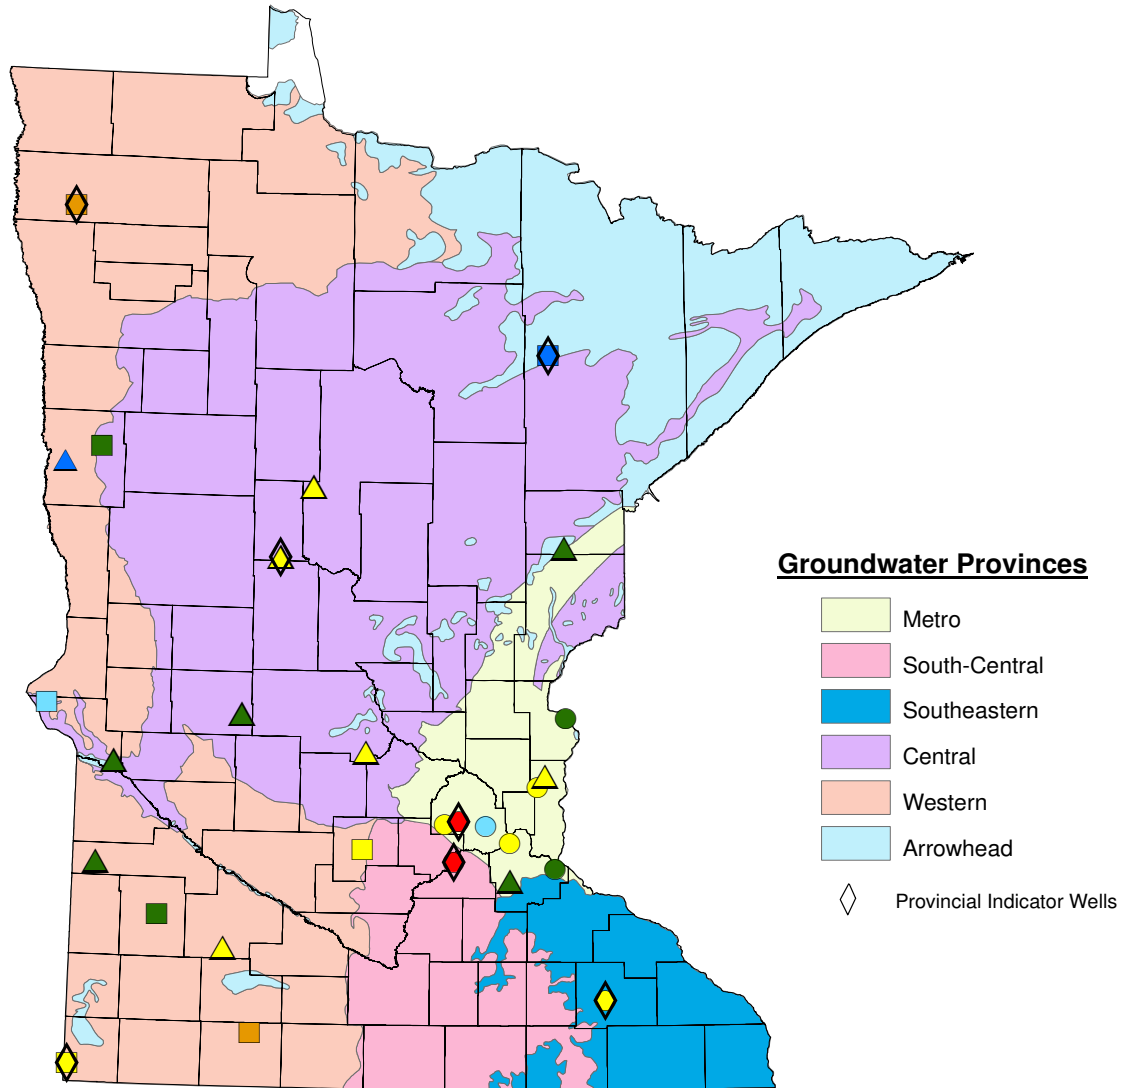 Groundwater Provinces
Metro
South-Central
Southeastern
Central
Western
Arrowhead
Provincial Indicator Wells